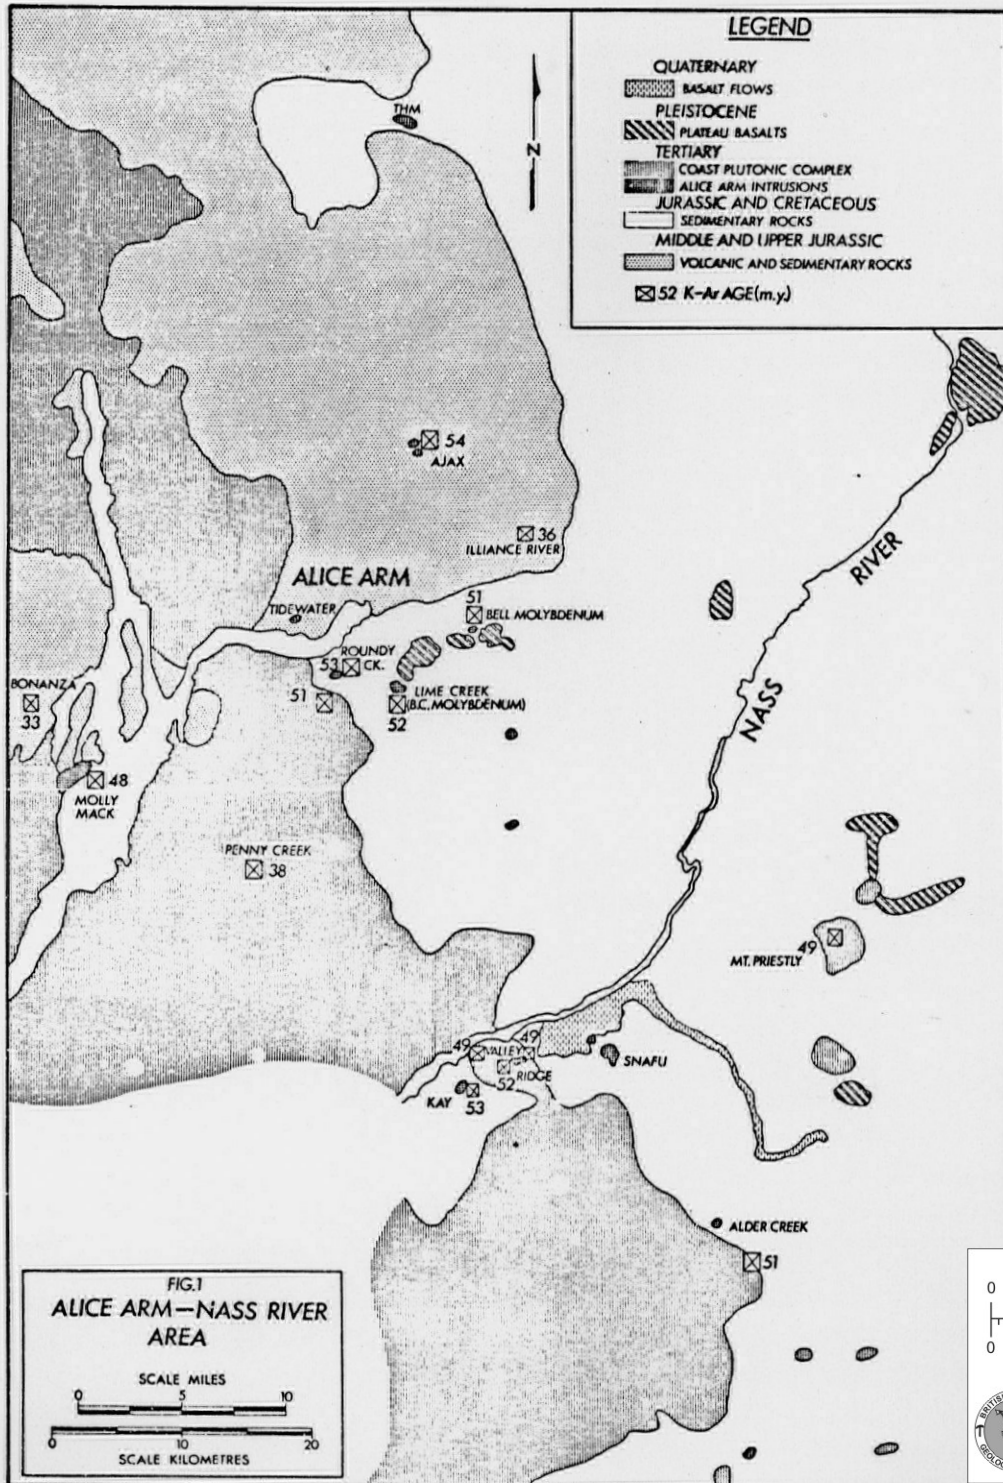 LEGEND
QUATERNARY
BASALT FLOWS
PLEISTOCENE
PLATEAU BASALTS
TERTIARY
COAST PLUTONIC COMPLEX
ALICE ARM INTRUSIONS
JURASSIC AND CRETACEOUS
SEDIMENTARY ROCKS
MIDDLE AND UPPER JURASSIC
VOLCANIC AND SEDIMENTARY ROCKS
52 K-Ar AGE (m.y.)
THM
N
54
AJAX
36
ILLIANCE RIVER
ALICE ARM
TIDEWATER
51
BELL MOLYBDENUM
ROUNDY
53 CK.
51
LIME CREEK
(B.C. MOLYBDENUM)
52
BONANZA
33
48
MOLLY
MACK
PENNY CREEK
38
NASS RIVER
49
MT. PRIESTLY
49 VALLEY 49
52 RIDGE
SNAFU
KAY 53
ALDER CREEK
51
FIG.1
ALICE ARM—NASS RIVER
AREA
SCALE MILES
0 5 10
0 10 20
SCALE KILOMETRES
0
0